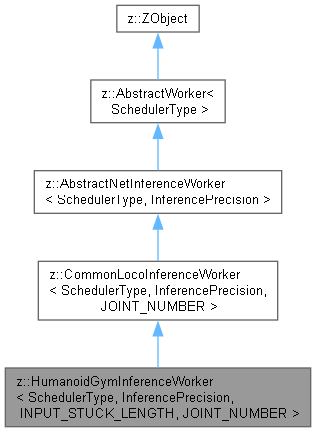 z::ZObject
z::AbstractWorker<
SchedulerType >
z::AbstractNetInferenceWorker
< SchedulerType, InferencePrecision >
z::CommonLocoInferenceWorker
< SchedulerType, InferencePrecision,
JOINT_NUMBER >
z::HumanoidGymInferenceWorker
< SchedulerType, InferencePrecision,
INPUT_STUCK_LENGTH, JOINT_NUMBER >